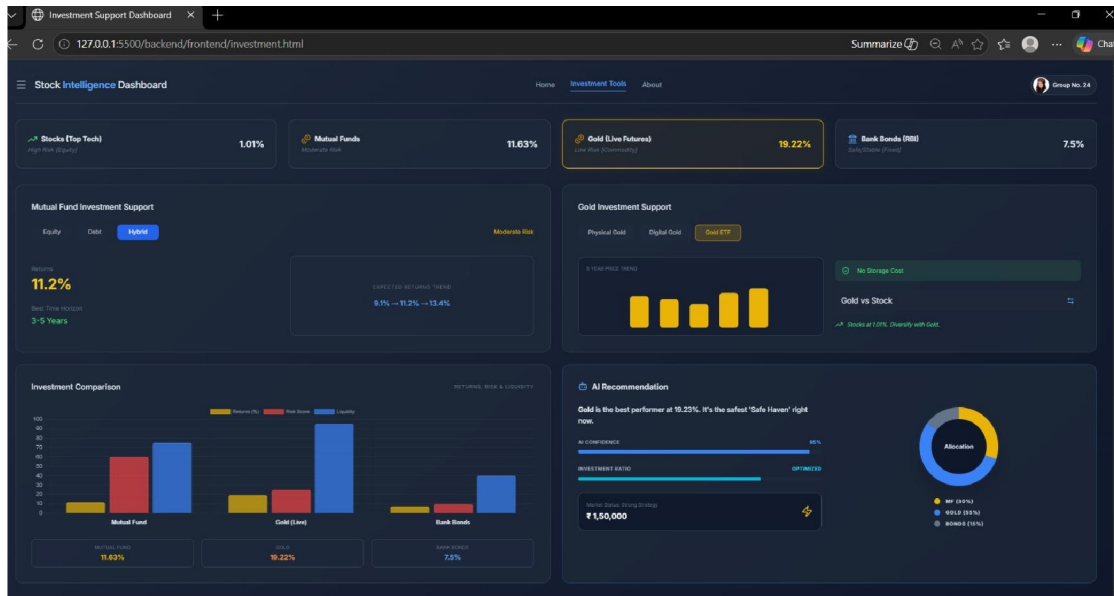 Investment Support Dashboard
127.0.0.1:5500/backend/frontend/investment.html
Summarize
Chat
Stock Intelligence Dashboard
Home Investment Tools About
Group No. 24
Stocks (Top Tech)
High Risk (Equity)
1.01%
Mutual Funds
Moderate Risk
11.63%
Gold (Live Futures)
Low Risk (Commodity)
19.22%
Bank Bonds (RBI)
Safe/Stable (Fixed)
7.5%
Mutual Fund Investment Support
Equity Debt Hybrid
Moderate Risk
Returns
11.2%
Best Time Horizon
3-5 Years
EXPECTED RETURNS TREND
9.1% → 11.2% → 13.4%
Gold Investment Support
Physical Gold Digital Gold Gold ETF
5 YEAR PRICE TREND
No Storage Cost
Gold vs Stock
Stocks at 1.01%. Diversify with Gold.
Investment Comparison
RETURNS, RISK & LIQUIDITY
Returns (%) Risk Score Liquidity
100
90
80
70
60
50
40
30
20
10
0
Mutual Fund Gold (Live) Bank Bonds
MUTUAL FUND
11.63%
GOLD
19.22%
BANK BONDS
7.5%
AI Recommendation
Gold is the best performer at 19.23%. It's the safest 'Safe Haven' right
now.
AI CONFIDENCE
95%
INVESTMENT RATIO
OPTIMIZED
Market Status: Strong Strategy
₹ 1,50,000
Allocation
MF (30%)
GOLD (55%)
BONDS (15%)